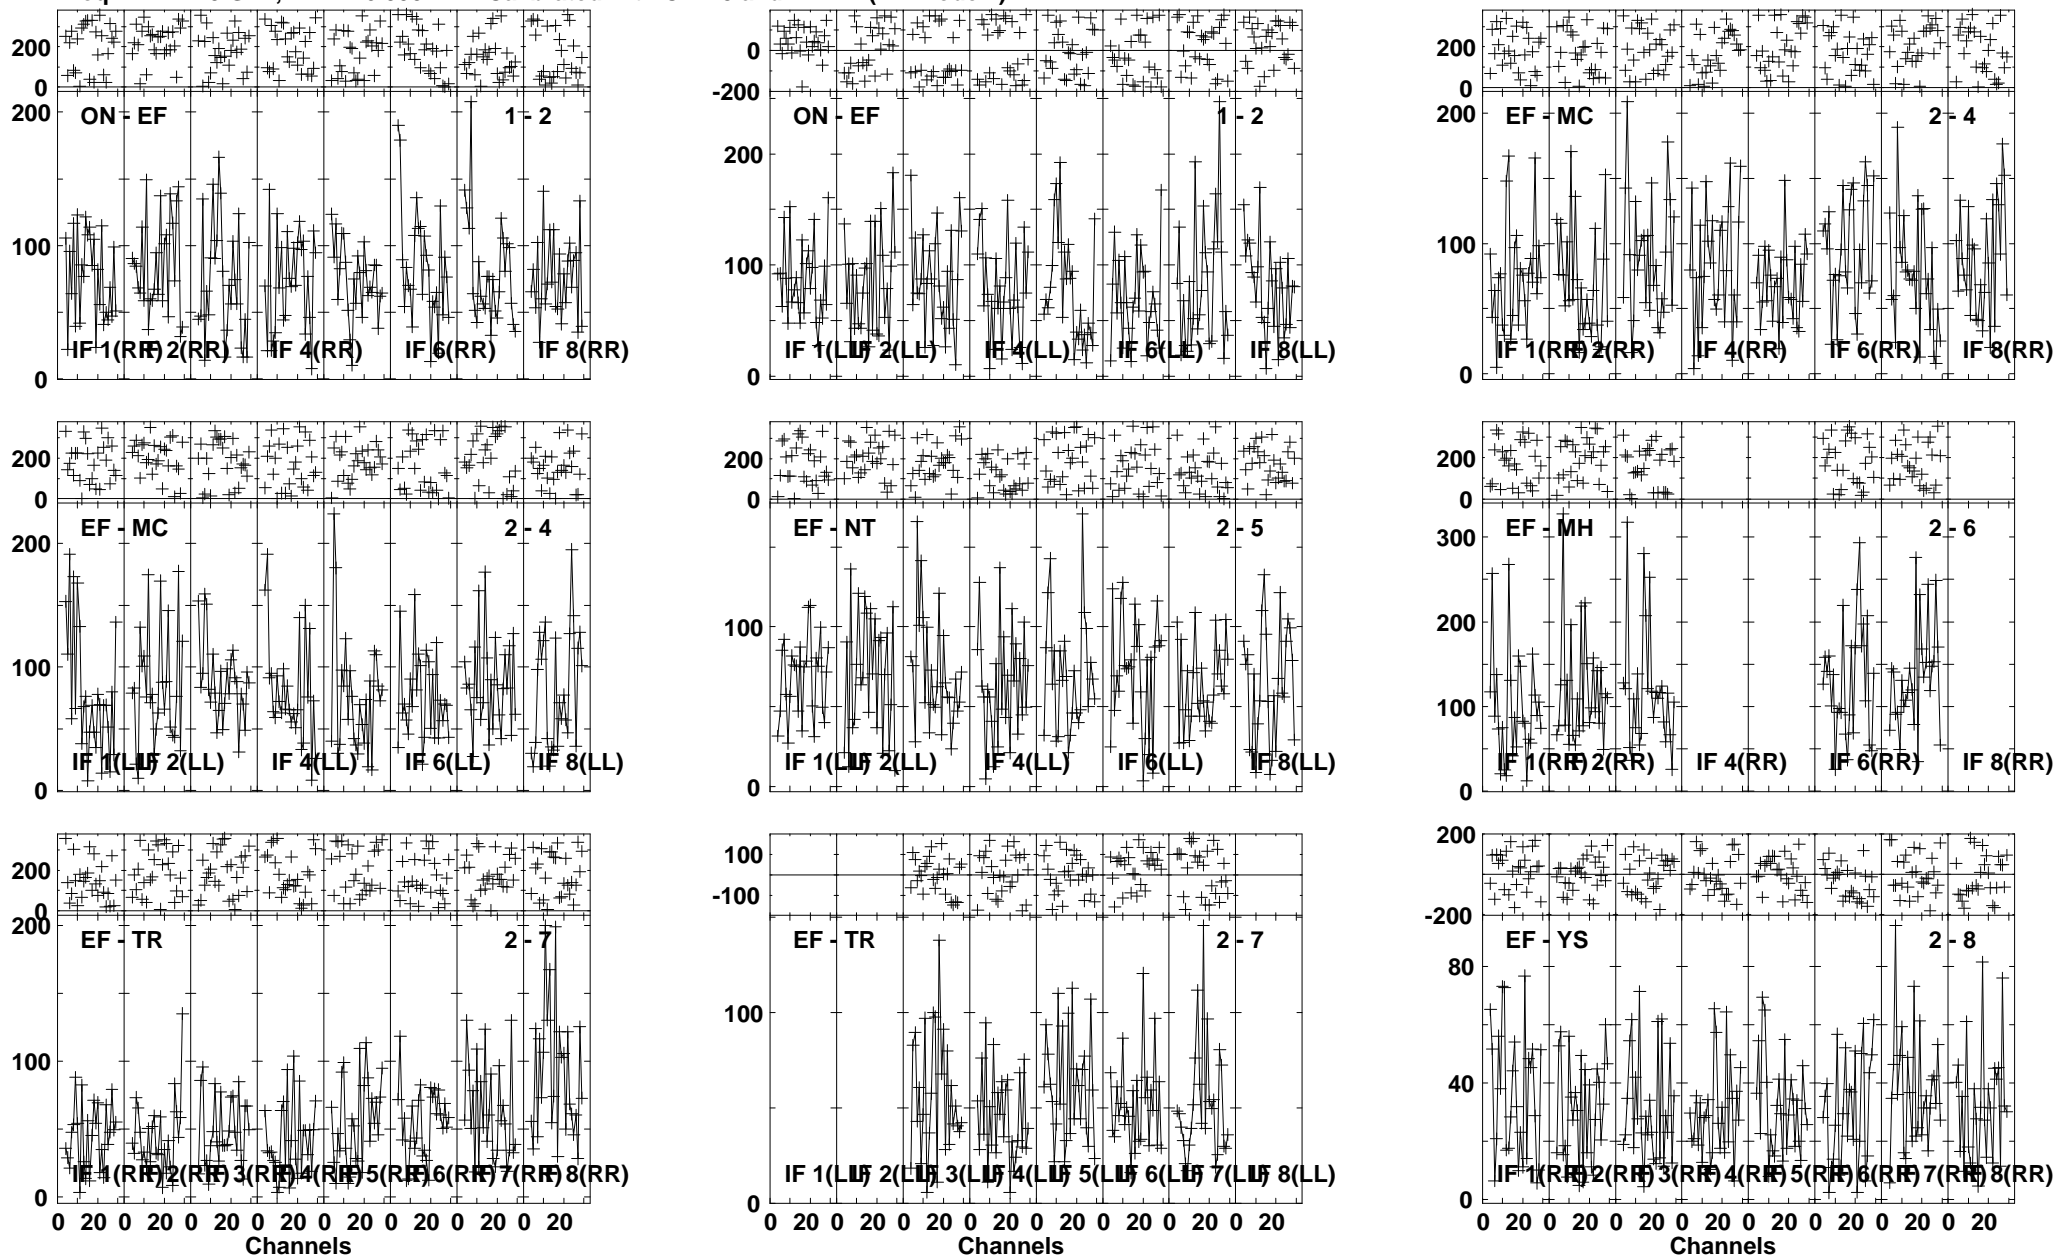 200
0
ON - EF 1 - 2
200
100
0
IF 1(RR) IF 2(RR) IF 4(RR) IF 6(RR) IF 8(RR)
0
-200
ON - EF 1 - 2
200
100
0
IF 1(LL) IF 2(LL) IF 4(LL) IF 6(LL) IF 8(LL)
200
0
EF - MC 2 - 4
200
100
0
IF 1(RR) IF 2(RR) IF 4(RR) IF 6(RR) IF 8(RR)
200
0
EF - MC 2 - 4
200
100
0
IF 1(LL) IF 2(LL) IF 4(LL) IF 6(LL) IF 8(LL)
200
0
EF - NT 2 - 5
100
0
IF 1(LL) IF 2(LL) IF 4(LL) IF 6(LL) IF 8(LL)
200
0
EF - MH 2 - 6
300
200
100
0
IF 1(RR) IF 2(RR) IF 4(RR) IF 6(RR) IF 8(RR)
200
0
200
EF - TR 2 - 7
100
0
IF 1(RR) IF 2(RR) IF 3(RR) IF 4(RR) IF 5(RR) IF 6(RR) IF 7(RR) IF 8(RR)
0 20 0 20 0 20 0 20 0 20 0 20 0 20 0 20
Channels
100
-100
EF - TR 2 - 7
100
0
IF 1(LL) IF 2(LL) IF 3(LL) IF 4(LL) IF 5(LL) IF 6(LL) IF 7(LL) IF 8(LL)
0 20 0 20 0 20 0 20 0 20 0 20 0 20 0 20
Channels
200
-200
EF - YS 2 - 8
80
40
0
IF 1(RR) IF 2(RR) IF 3(RR) IF 4(RR) IF 5(RR) IF 6(RR) IF 7(RR) IF 8(RR)
0 20 0 20 0 20 0 20 0 20 0 20 0 20 0 20
Channels